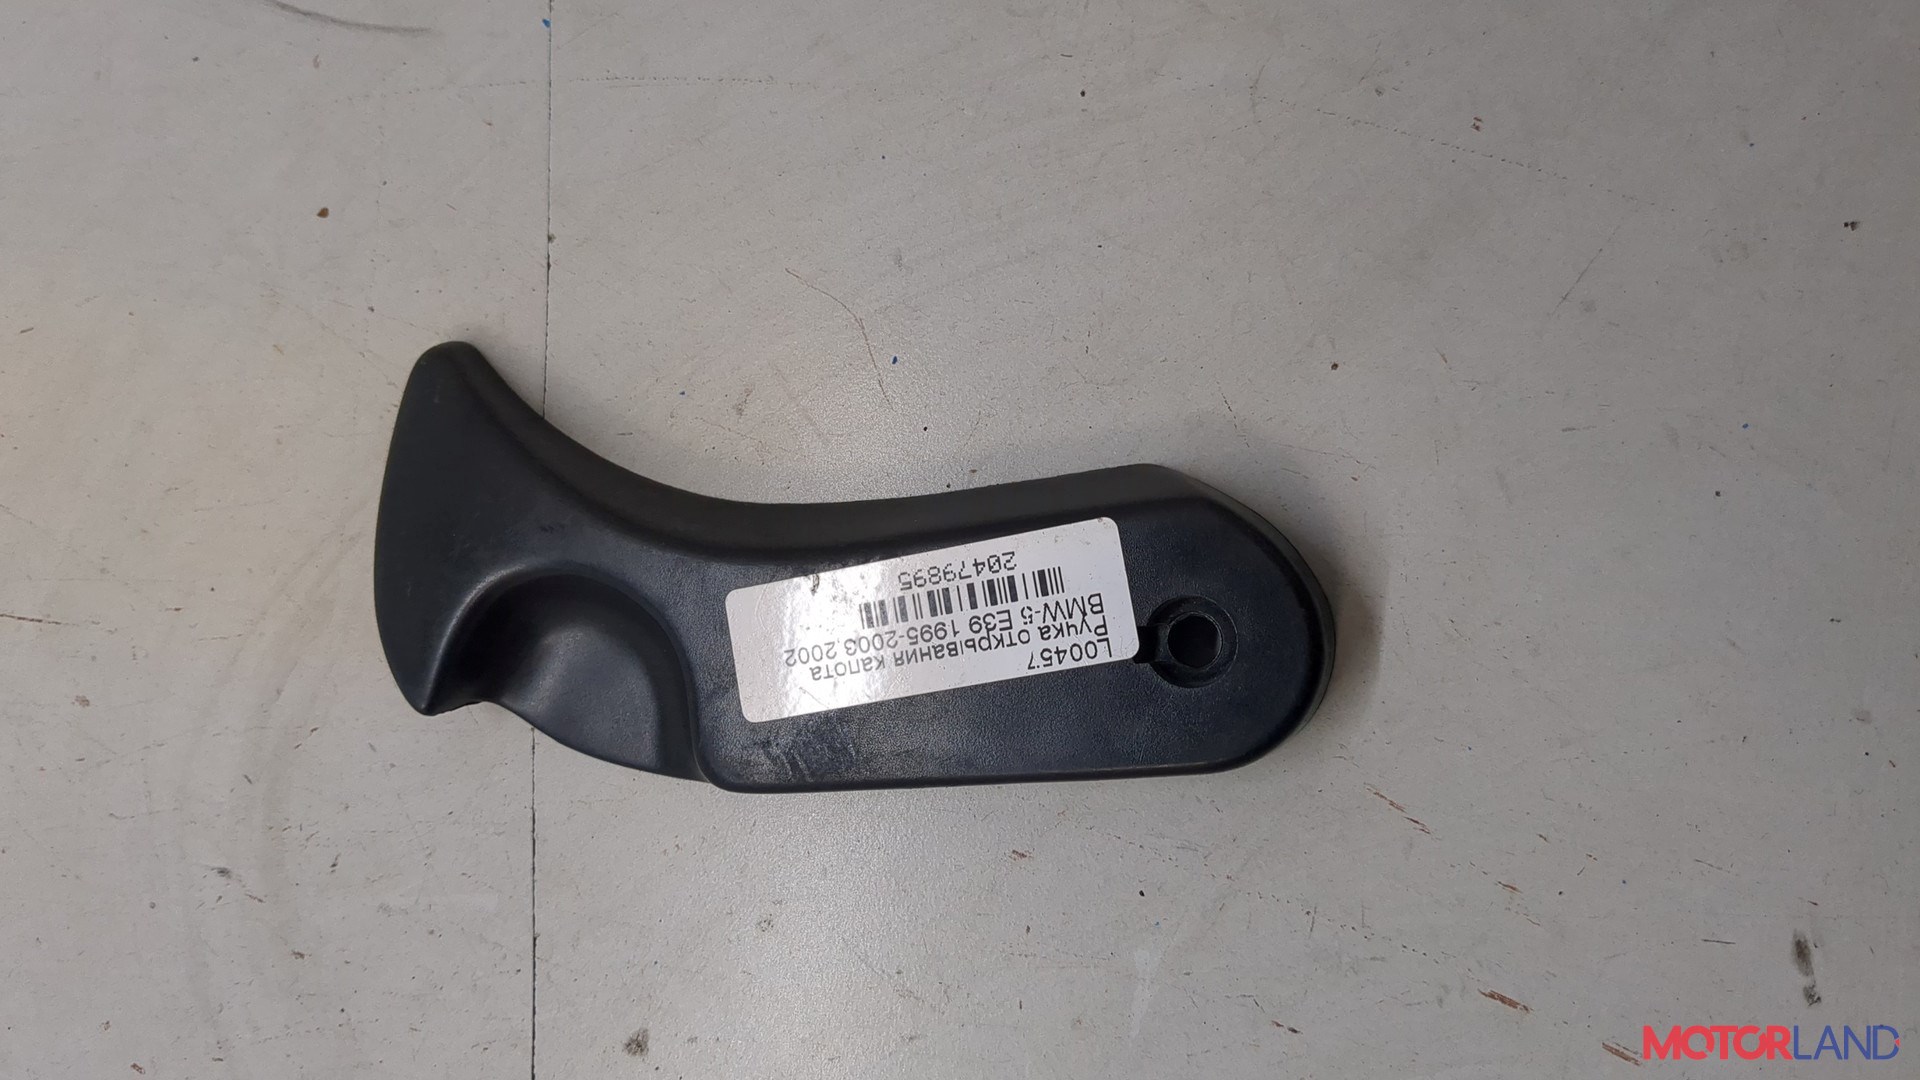 L00457
Ручка открывания капота
BMW-5 E39 1995-2003 2002
20479895
MOTORLAND